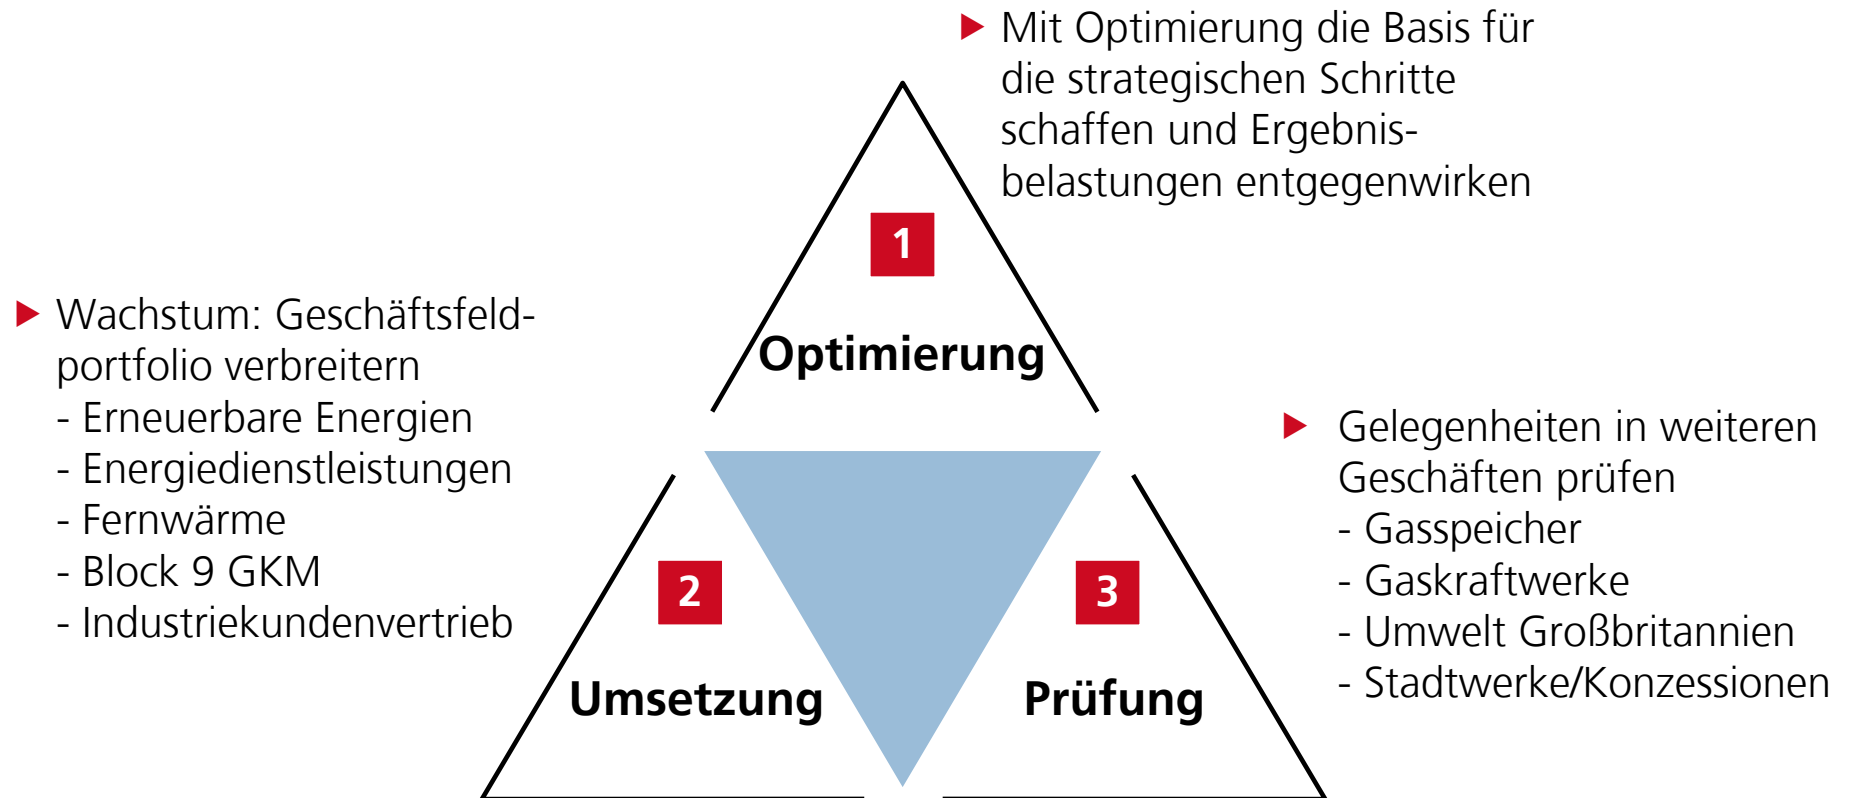 Mit Optimierung die Basis für
die strategischen Schritte
schaffen und Ergebnis-
belastungen entgegenwirken
1
Optimierung
Wachstum: Geschäftsfeld-
portfolio verbreitern
- Erneuerbare Energien
- Energiedienstleistungen
- Fernwärme
- Block 9 GKM
- Industriekundenvertrieb
2
Umsetzung
Gelegenheiten in weiteren
Geschäften prüfen
- Gasspeicher
- Gaskraftwerke
- Umwelt Großbritannien
- Stadtwerke/Konzessionen
3
Prüfung